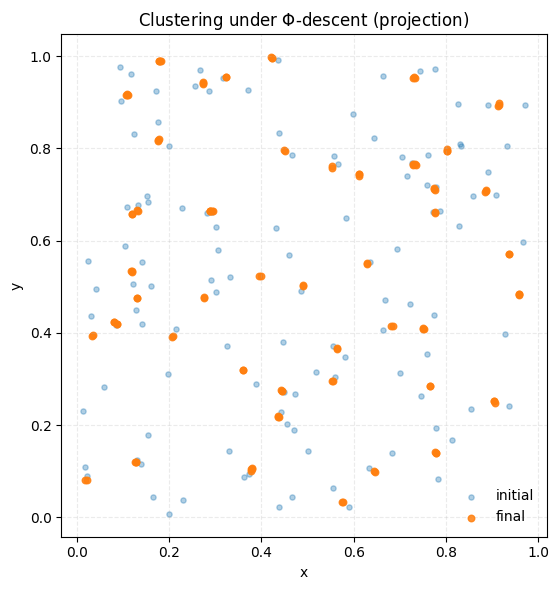 Clustering under Φ-descent (projection)
1.0
0.8
0.6
y
0.4
0.2
0.0
initial
final
0.0 0.2 0.4 0.6 0.8 1.0
x